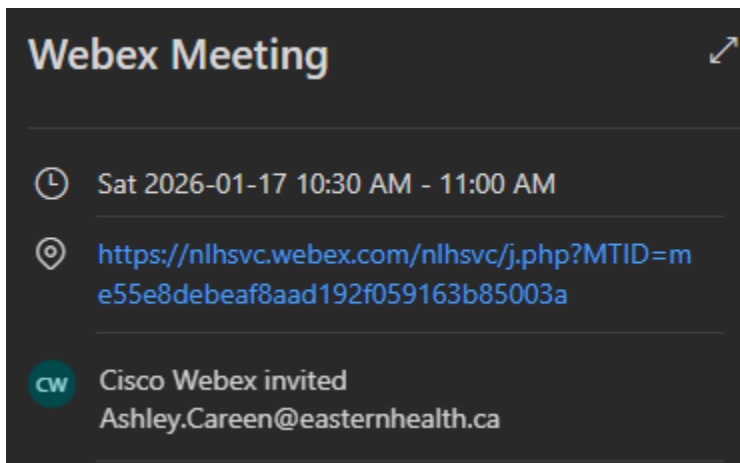 Webex Meeting
Sat 2026-01-17 10:30 AM - 11:00 AM
https://nlhsvc.webex.com/nlhsvc/j.php?MTID=m
e55e8debeaf8aad192f059163b85003a
CW
Cisco Webex invited
Ashley.Careen@easternhealth.ca